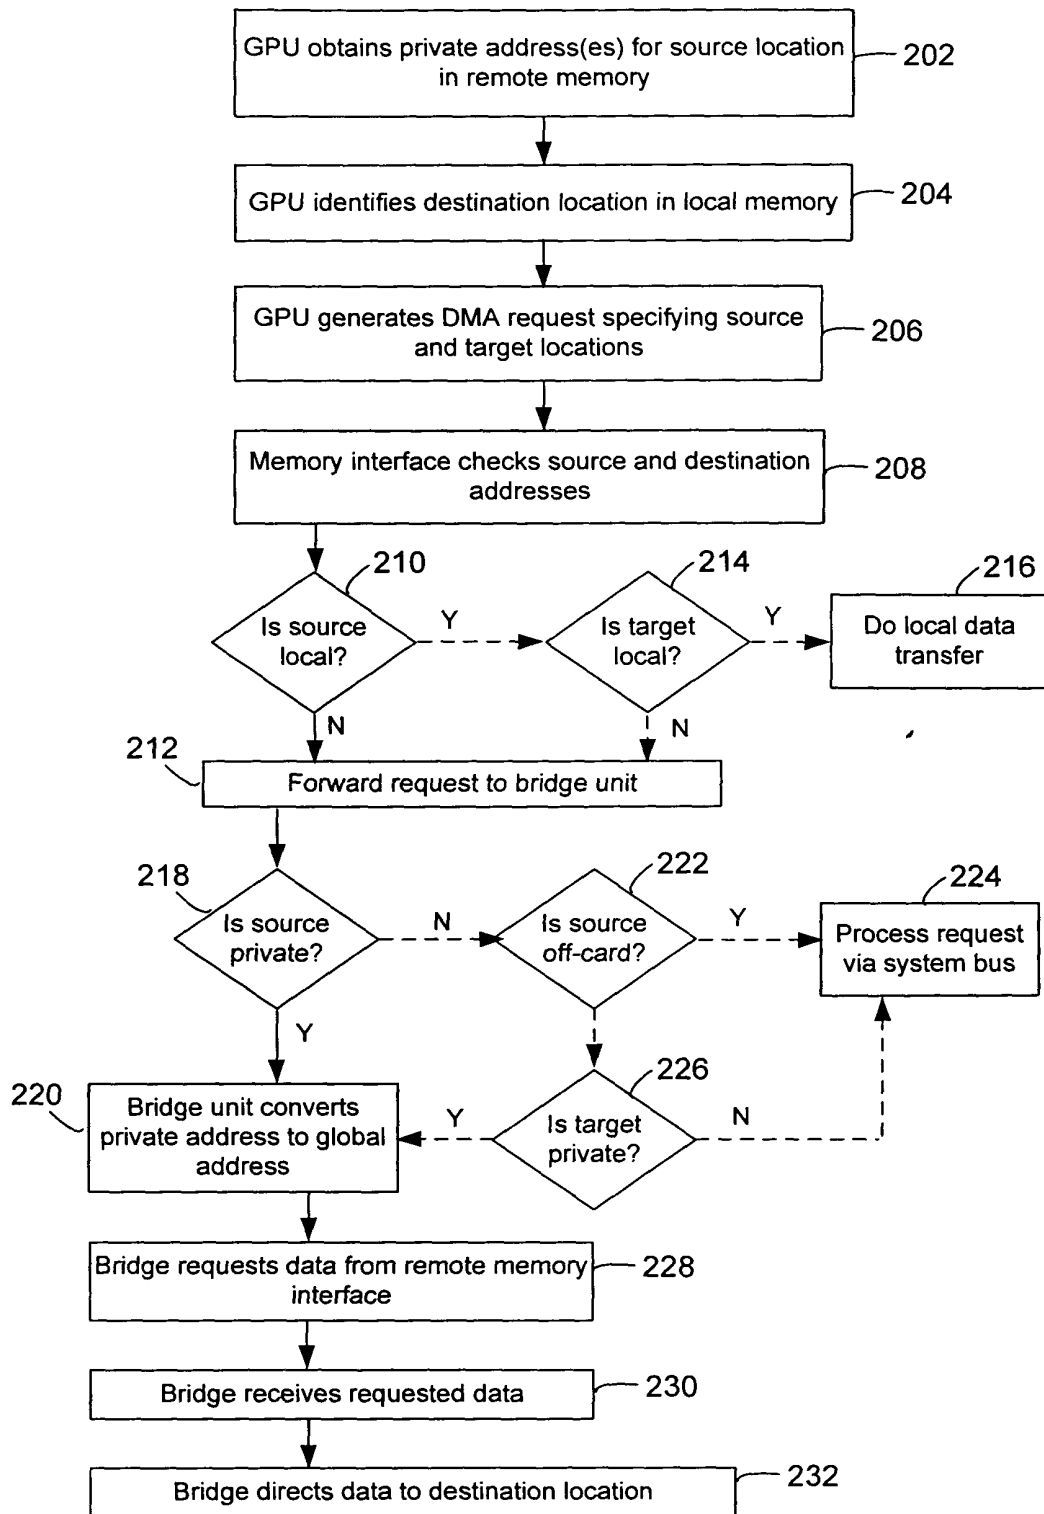 GPU obtains private address(es) for source location
in remote memory
202
GPU identifies destination location in local memory
204
GPU generates DMA request specifying source
and target locations
206
Memory interface checks source and destination
addresses
208
210
Is source
local?
Y
N
214
Is target
local?
Y
N
216
Do local data
transfer
212
Forward request to bridge unit
218
Is source
private?
N
Y
222
Is source
off-card?
Y
224
Process request
via system bus
226
Is target
private?
Y
N
220
Bridge unit converts
private address to global
address
Bridge requests data from remote memory
interface
228
Bridge receives requested data
230
Bridge directs data to destination location
232